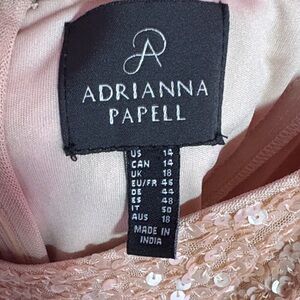 ADRIANNA
PAPELL
US 14
CAN 14
UK 18
EU/FR 46
DE 44
ES 48
IT 50
AUS 18
MADE IN
INDIA